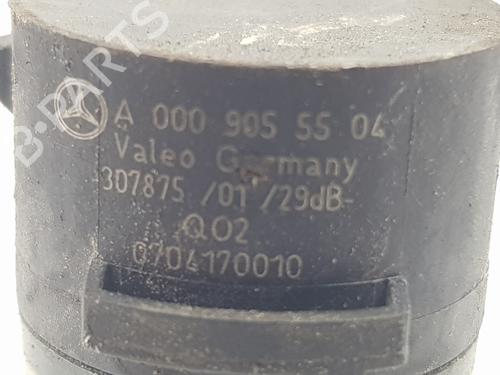 A 000 905 55 04
Valeo Germany
307875 /01 /29dB-
Q02
0704170010
B-PARTS